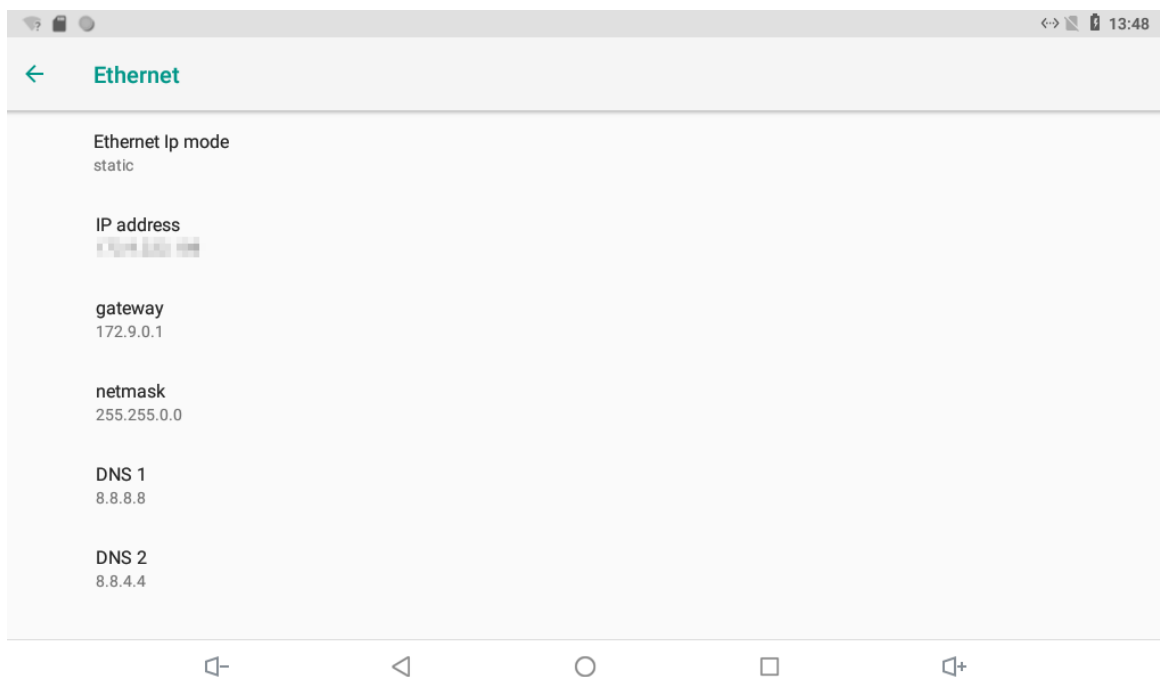 13:48
Ethernet
Ethernet Ip mode
static
IP address
gateway
172.9.0.1
netmask
255.255.0.0
DNS 1
8.8.8.8
DNS 2
8.8.4.4